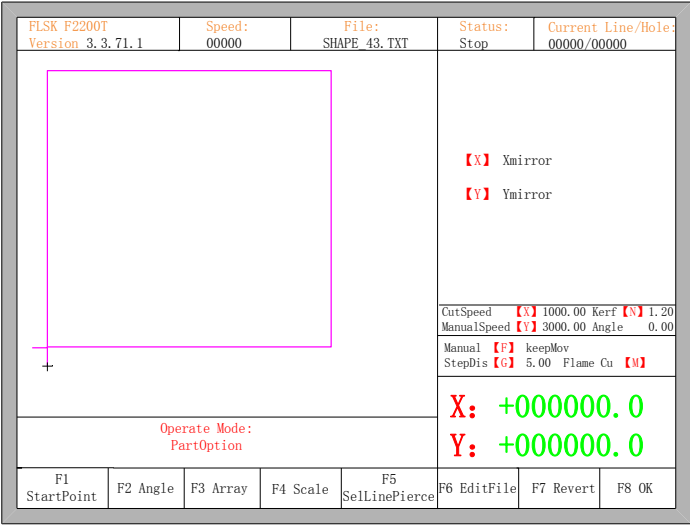 FLSK F2200T
Version 3.3.71.1
Speed:
00000
File:
SHAPE_43.TXT
Status:
Stop
Current Line/Hole:
00000/00000
【X】 Xmirror
【Y】 Ymirror
CutSpeed 【X】 1000.00 Kerf【N】 1.20
ManualSpeed【Y】 3000.00 Angle 0.00
Manual 【F】 keepMov
StepDis【G】 5.00 Flame Cu 【M】
X: +000000.0
Y: +000000.0
Operate Mode:
PartOption
F1
StartPoint
F2 Angle
F3 Array
F4 Scale
F5
SelLinePierce
F6 EditFile
F7 Revert
F8 OK